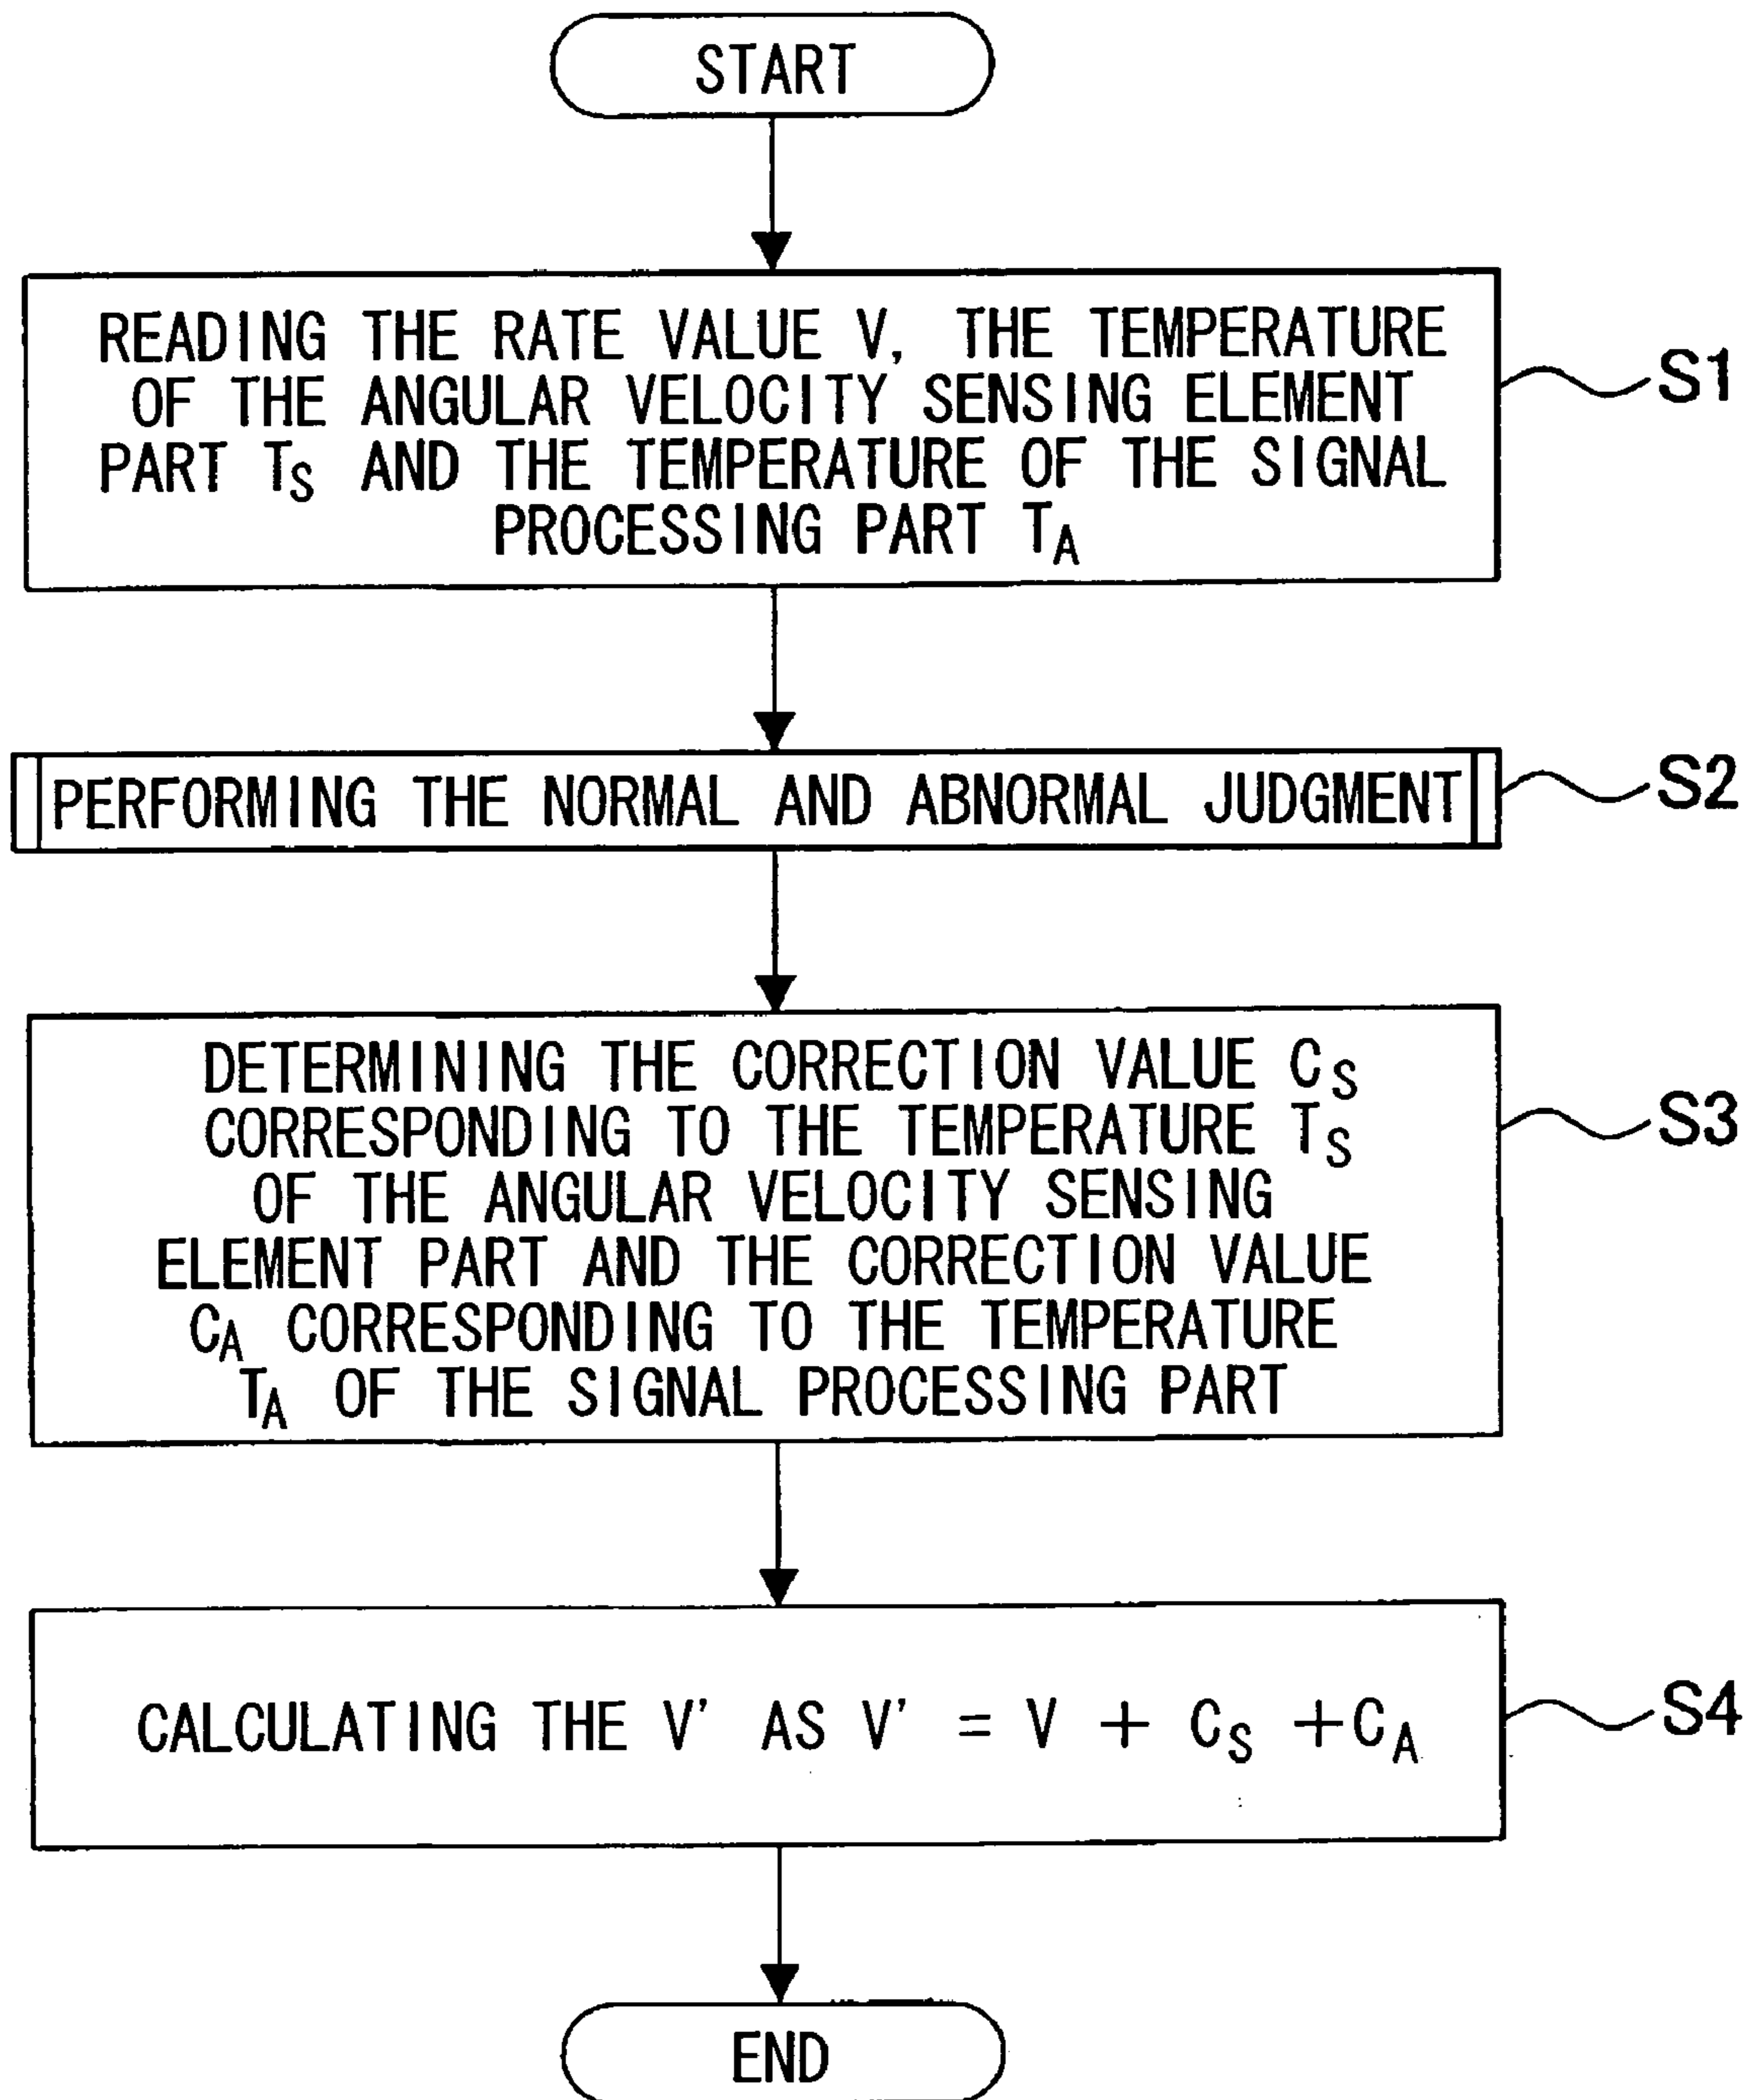 START
READING THE RATE VALUE V, THE TEMPERATURE
OF THE ANGULAR VELOCITY SENSING ELEMENT
PART TS AND THE TEMPERATURE OF THE SIGNAL
PROCESSING PART TA
S1
PERFORMING THE NORMAL AND ABNORMAL JUDGMENT
S2
DETERMINING THE CORRECTION VALUE CS
CORRESPONDING TO THE TEMPERATURE TS
OF THE ANGULAR VELOCITY SENSING
ELEMENT PART AND THE CORRECTION VALUE
CA CORRESPONDING TO THE TEMPERATURE
TA OF THE SIGNAL PROCESSING PART
S3
CALCULATING THE V' AS V' = V + CS +CA
S4
END